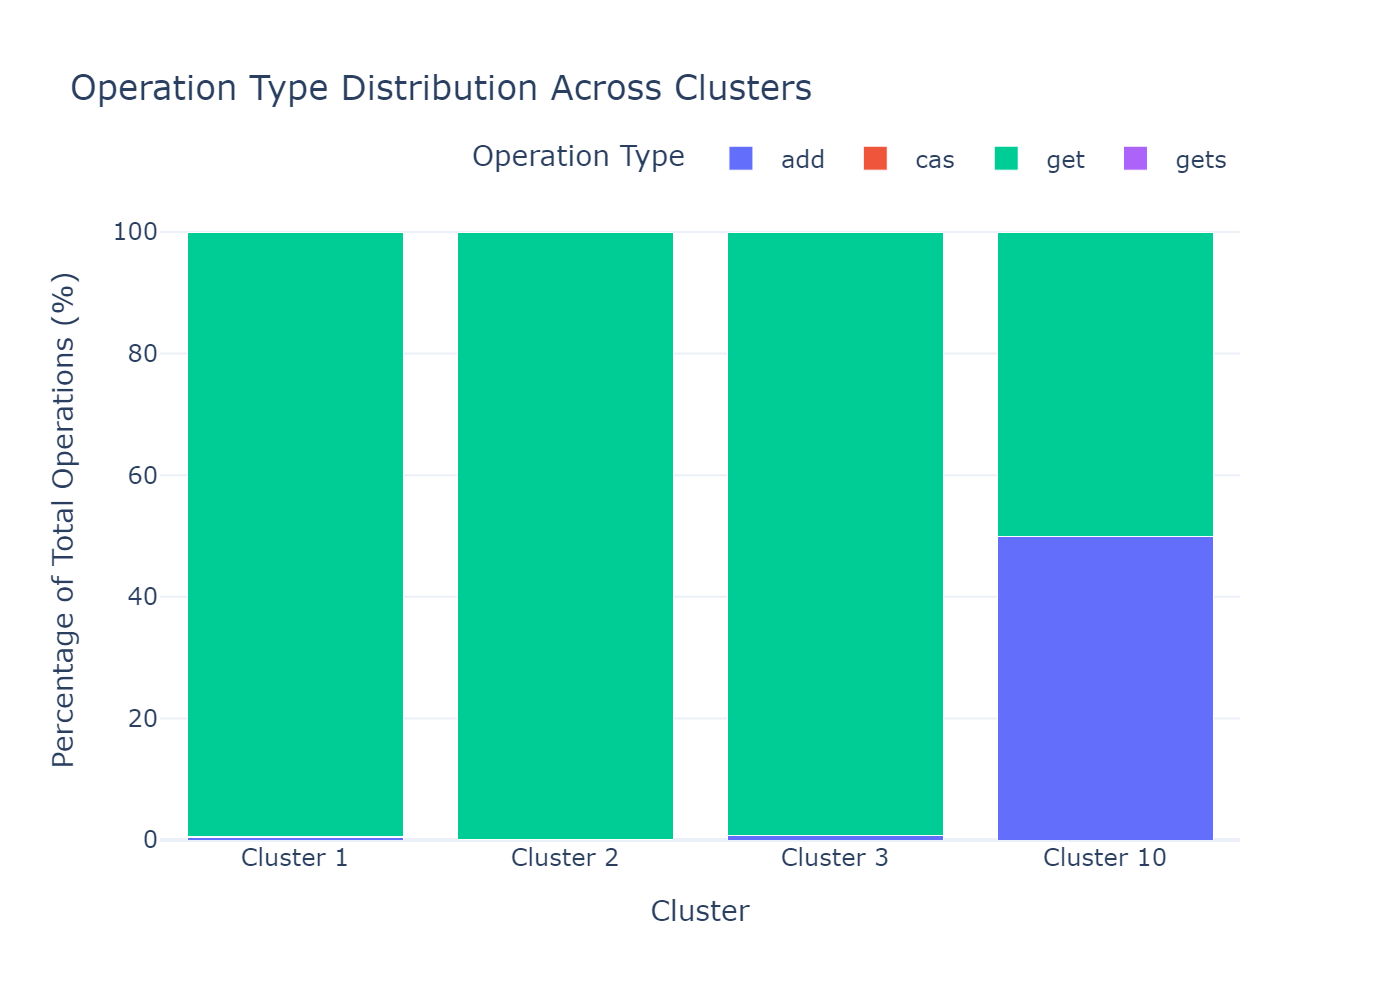 Operation Type Distribution Across Clusters
Operation Type add cas get gets
Percentage of Total Operations (%)
100
80
60
40
20
0
Cluster 1 Cluster 2 Cluster 3 Cluster 10
Cluster